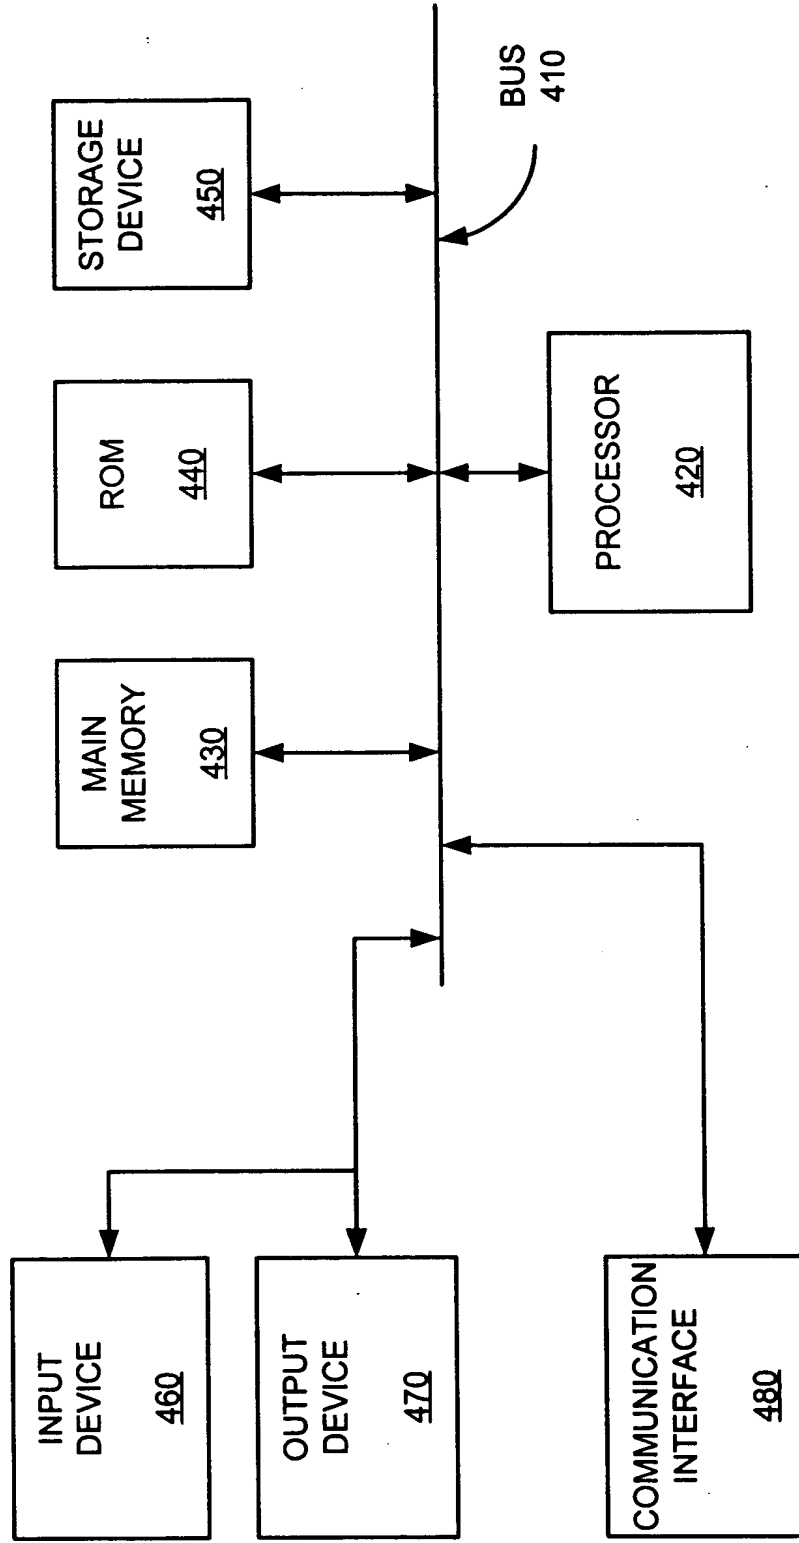 INPUT
DEVICE
460
OUTPUT
DEVICE
470
COMMUNICATION
INTERFACE
480
MAIN
MEMORY
430
ROM
440
STORAGE
DEVICE
450
PROCESSOR
420
BUS
410